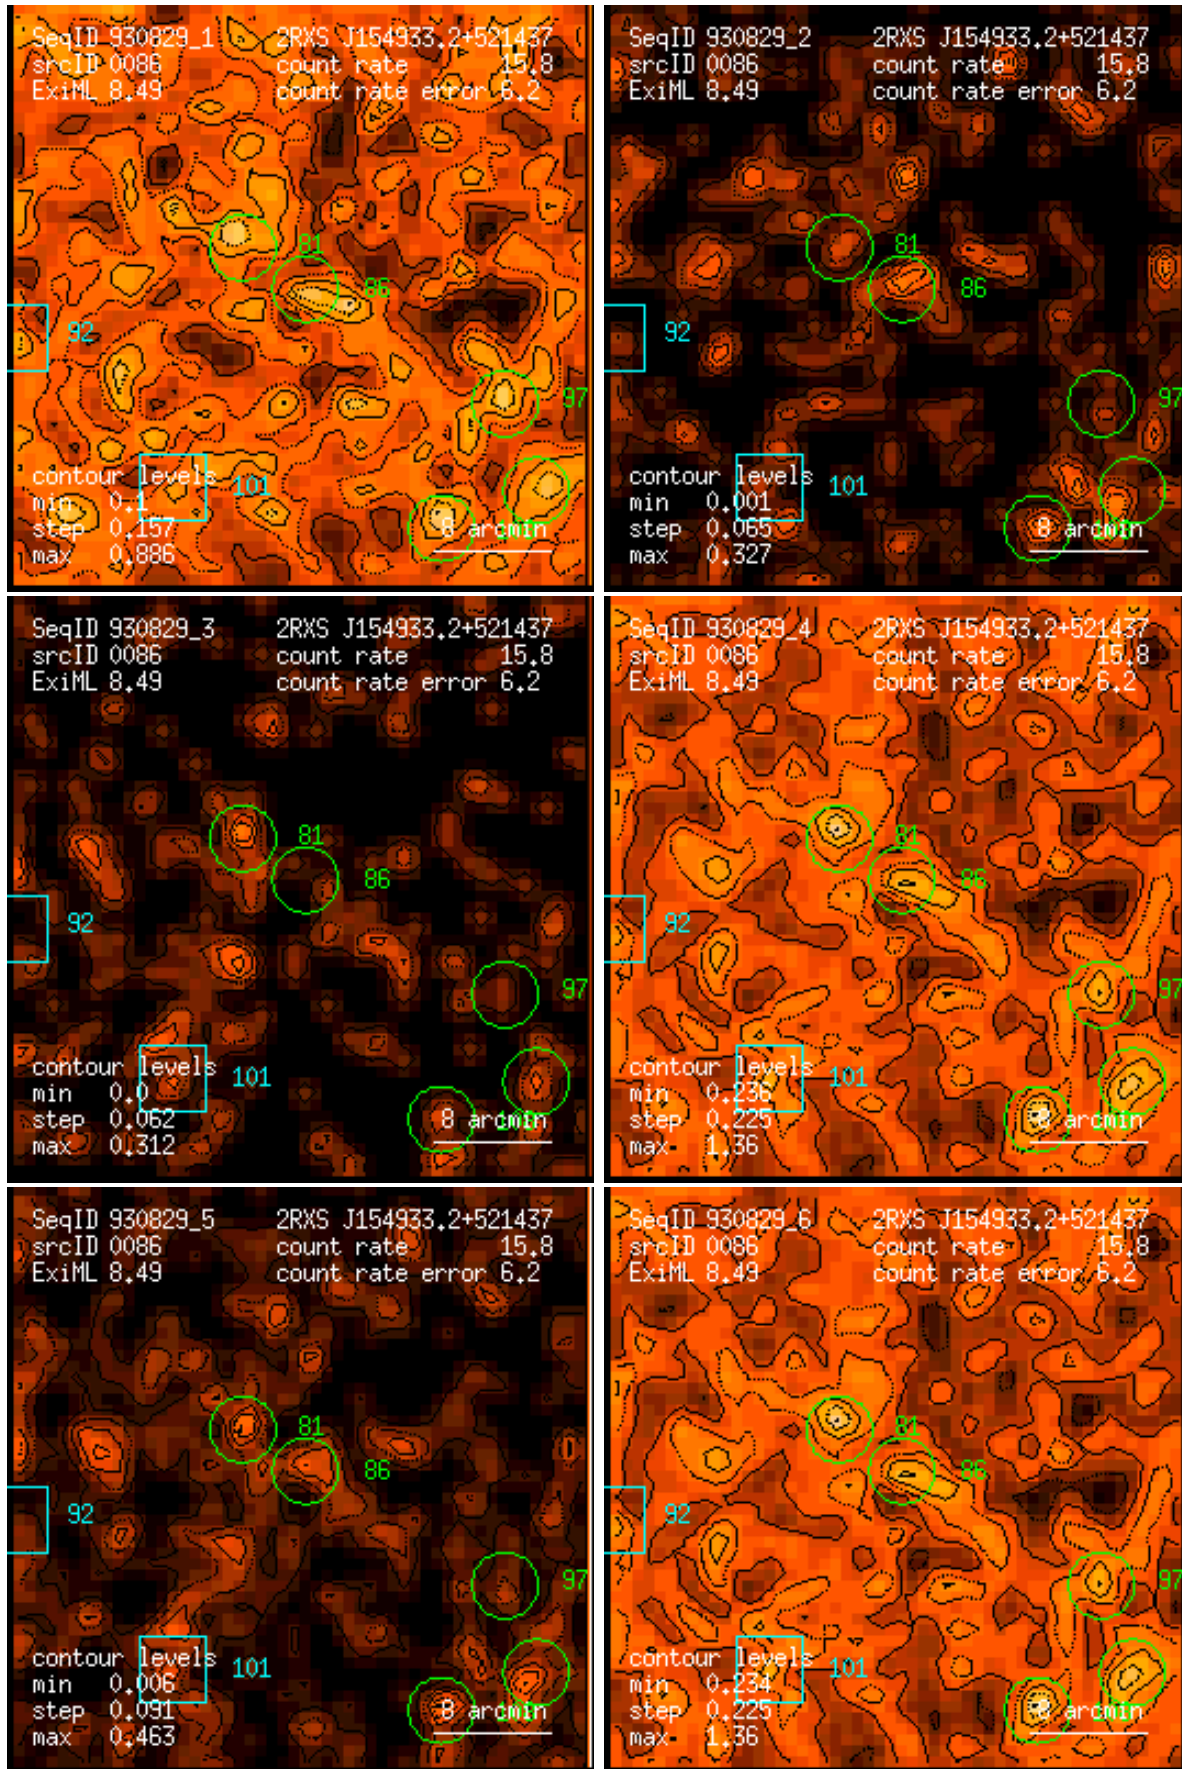 SeqID 930829_1 2RXS J154933.2+521437
srcID 0086 count rate 15.8
ExiML 8.49 count rate error 6.2
81
86
92
97
contour levels
101
min 0.1
step 0.157 8 arcmin
max 0.886
SeqID 930829_2 2RXS J154933.2+521437
srcID 0086 count rate 15.8
ExiML 8.49 count rate error 6.2
81
86
92
97
contour levels
101
min 0.001
step 0.065 8 arcmin
max 0.327
SeqID 930829_3 2RXS J154933.2+521437
srcID 0086 count rate 15.8
ExiML 8.49 count rate error 6.2
81
86
92
97
contour levels
101
min 0.0
step 0.062 8 arcmin
max 0.312
SeqID 930829_4 2RXS J154933.2+521437
srcID 0086 count rate 15.8
ExiML 8.49 count rate error 6.2
81
86
92
97
contour levels
101
min 0.236
step 0.225 8 arcmin
max 1.36
SeqID 930829_5 2RXS J154933.2+521437
srcID 0086 count rate 15.8
ExiML 8.49 count rate error 6.2
81
86
92
97
contour levels
101
min 0.006
step 0.091 8 arcmin
max 0.463
SeqID 930829_6 2RXS J154933.2+521437
srcID 0086 count rate 15.8
ExiML 8.49 count rate error 6.2
81
86
92
97
contour levels
101
min 0.234
step 0.225 8 arcmin
max 1.36